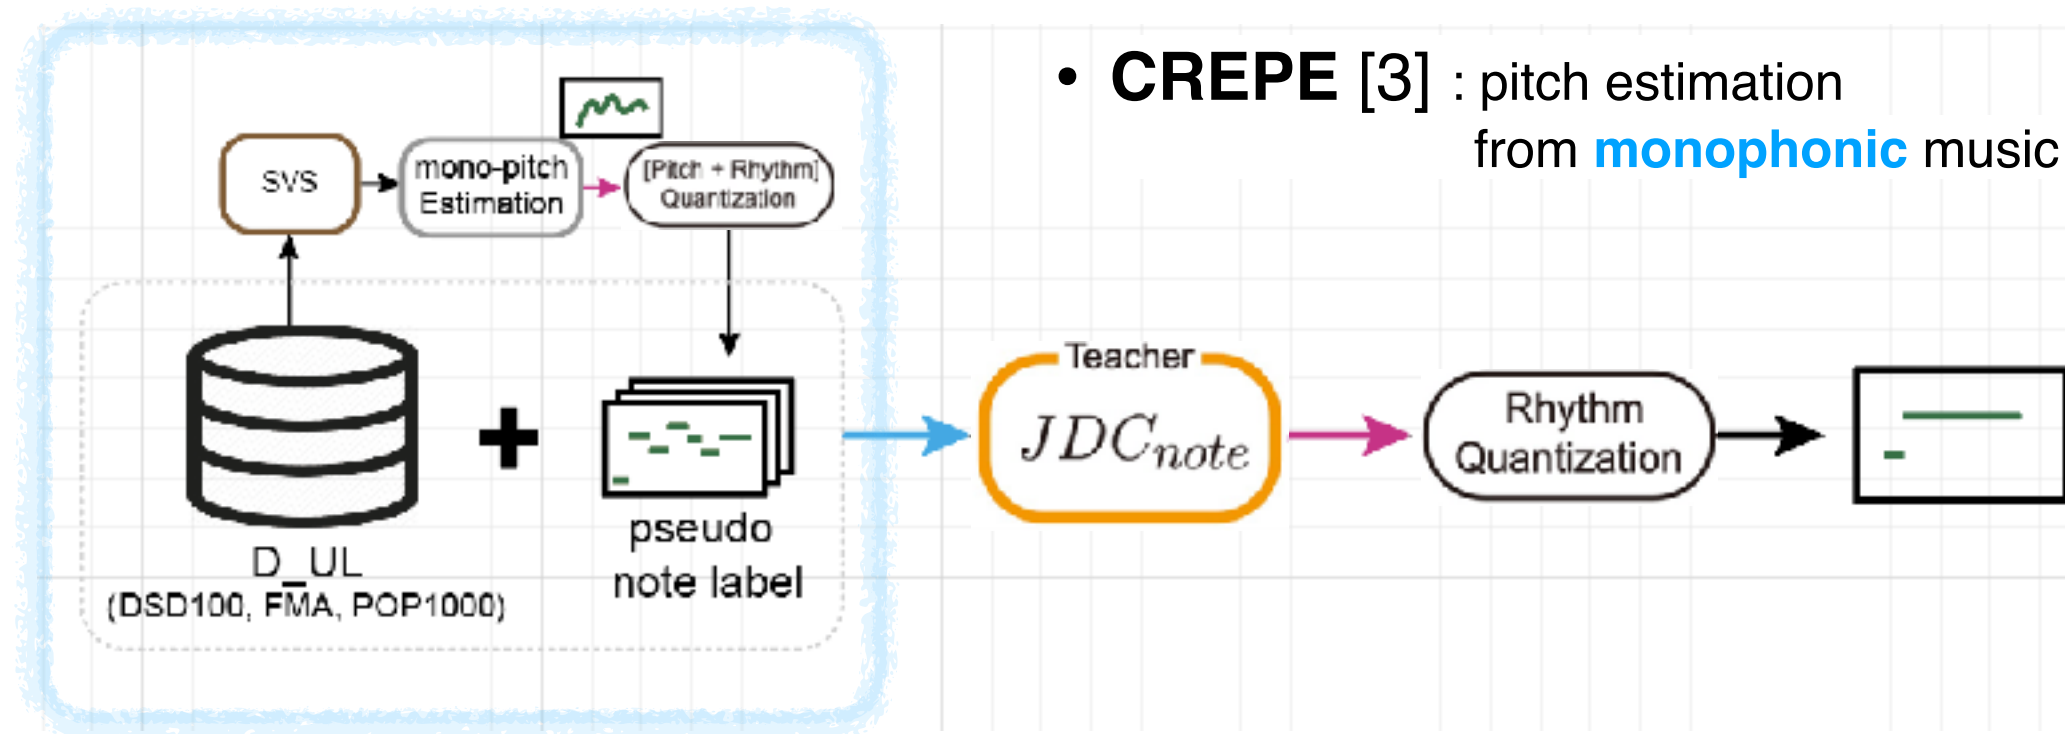 • CREPE [3] : pitch estimation
from monophonic music
SVS
mono-pitch
Estimation
[Pitch + Rhythm]
Quantization
D_UL
(DSD100, FMA, POP1000)
pseudo
note label
Teacher
JDCnote
Rhythm
Quantization